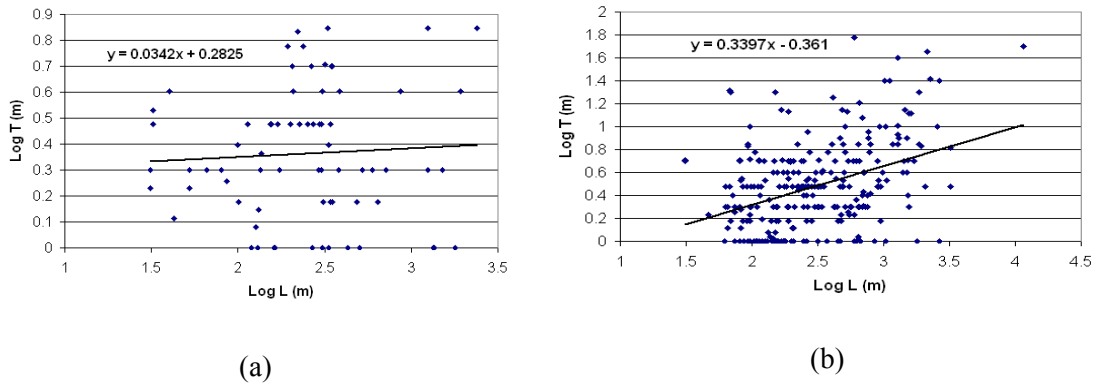 0.9
0.8
0.7
0.6
0.5
0.4
0.3
0.2
0.1
0
Log T (m)
y = 0.0342x + 0.2825
1 1.5 2 2.5 3 3.5
Log L (m)
(a)
2
1.8
1.6
1.4
1.2
1
0.8
0.6
0.4
0.2
0
Log T (m)
y = 0.3397x - 0.361
1 1.5 2 2.5 3 3.5 4 4.5
Log L (m)
(b)